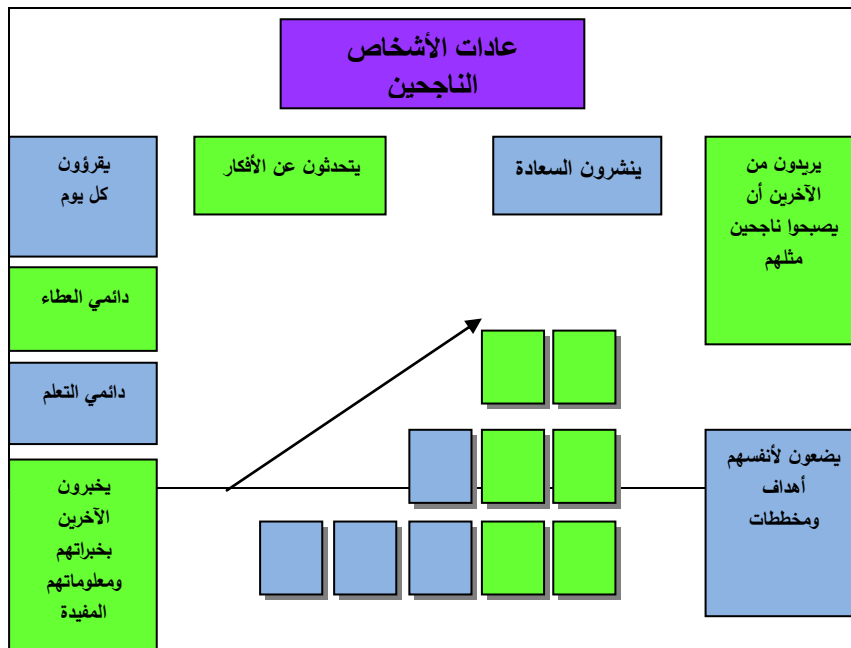 عادات الأشخاص
الناجحين
يريدون من
الآخرين أن
يصبحوا ناجحين
مثلهم
ينشرون السعادة
يتحدثون عن الأفكار
يقرؤون
كل يوم
دائمي العطاء
دائمي التعلم
يضعون لأنفسهم
أهداف
ومخططات
يخبرون
الآخرين
بخبراتهم
ومعلوماتهم
المفيدة